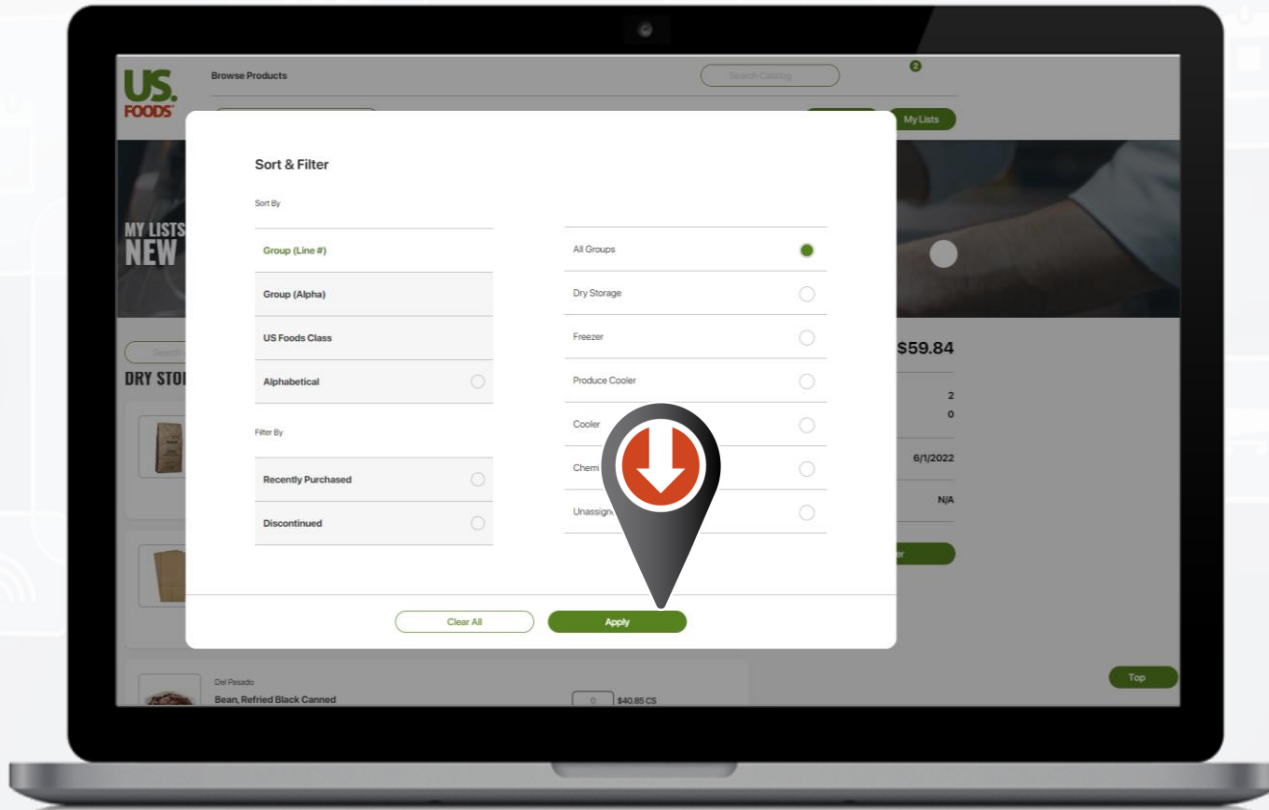 US.
FOODS
Browse Products
Search Catalog
2
My Lists
MY LISTS
NEW
Sort & Filter
Sort By
Group (Line #)
Group (Alpha)
US Foods Class
Alphabetical
Filter By
Recently Purchased
Discontinued
All Groups
Dry Storage
Freezer
Produce Cooler
Cooler
Chemi
Unassign
Clear All
Apply
Search
DRY STO
$59.84
2
0
6/1/2022
N/A
er
Del Pasado
Bean, Refried Black Canned
0 $40.85 CS
Top